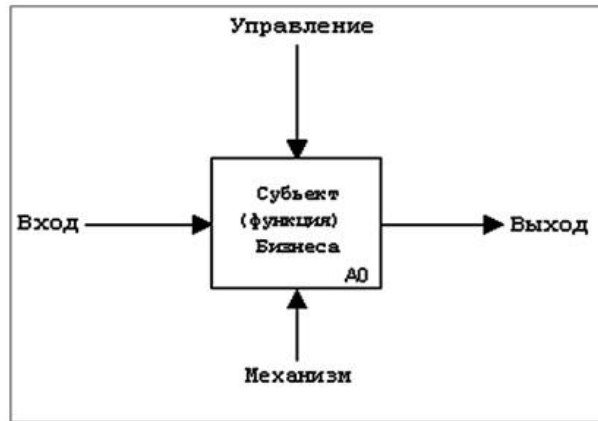 Управление
Субъект
Вход
(функция)
Выход
Бизнеса
A0
Механизм